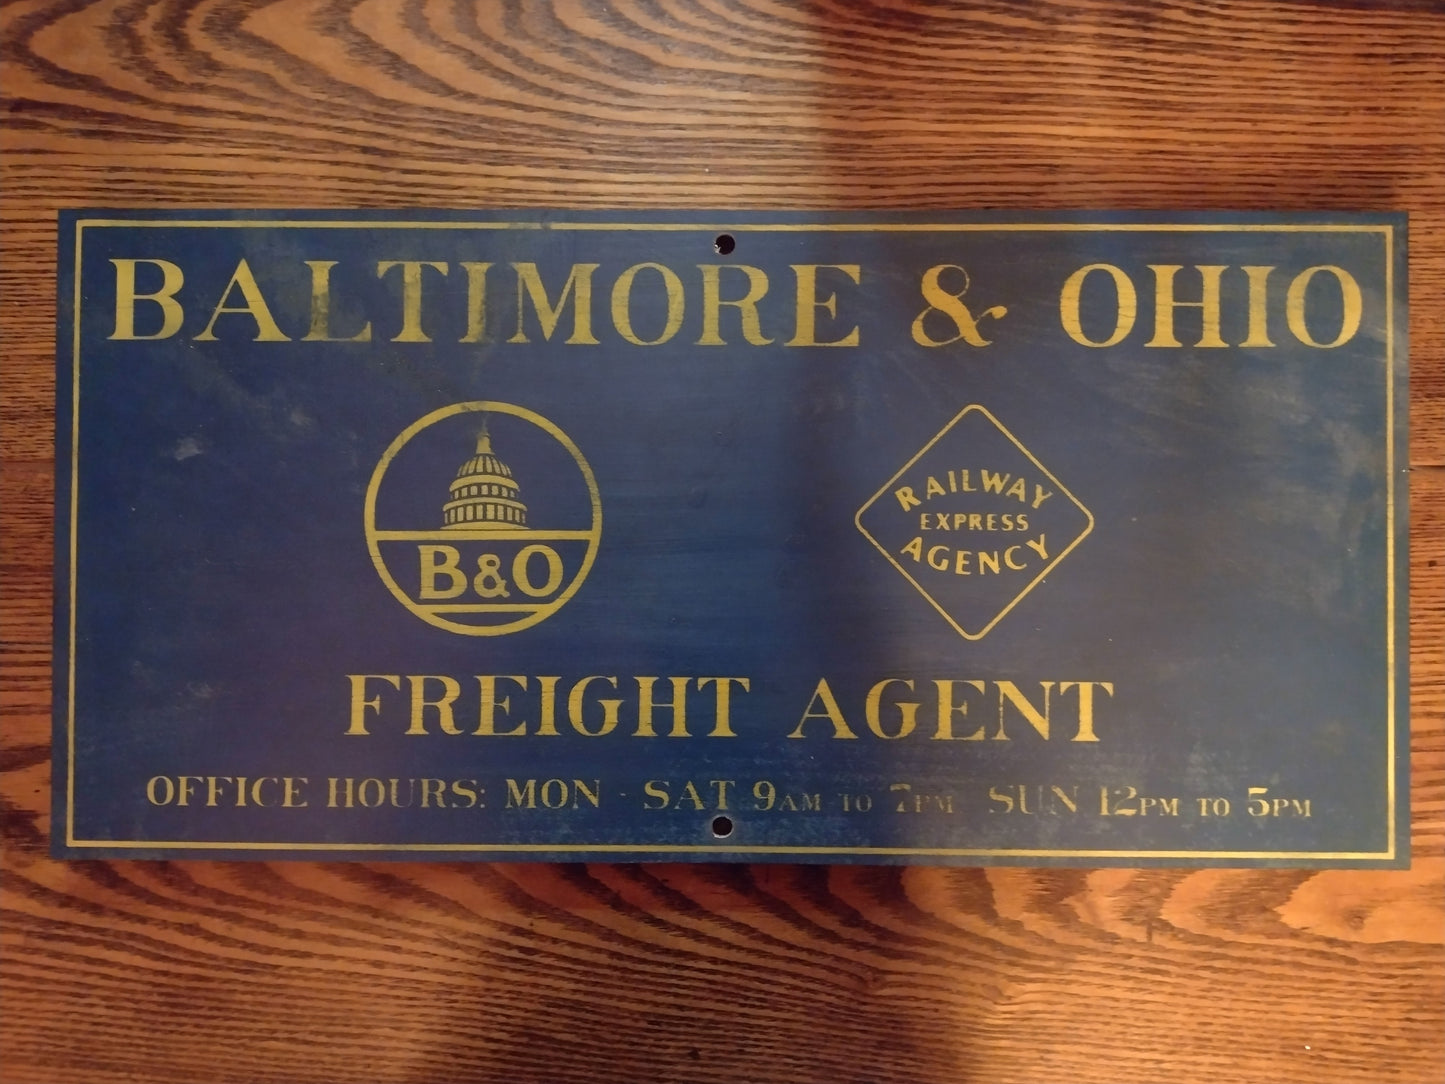 BALTIMORE & OHIO
B&O
RAILWAY
EXPRESS
AGENCY
FREIGHT AGENT
OFFICE HOURS: MON - SAT 9AM TO 7PM SUN 12PM TO 5PM